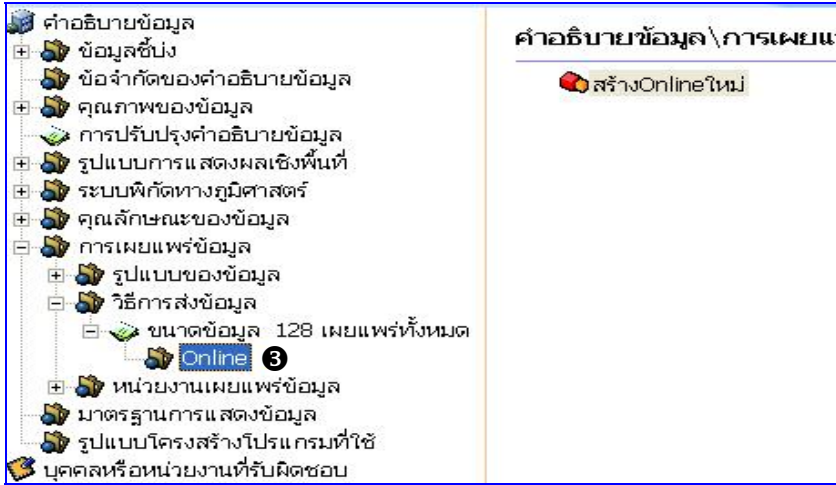 คำอธิบายข้อมูล
ข้อมูลชี้บ่ง
ข้อจำกัดของคำอธิบายข้อมูล
คุณภาพของข้อมูล
การปรับปรุงคำอธิบายข้อมูล
รูปแบบการแสดงผลเชิงพื้นที่
ระบบพิกัดทางภูมิศาสตร์
คุณลักษณะของข้อมูล
การเผยแพร่ข้อมูล
รูปแบบของข้อมูล
วิธีการส่งข้อมูล
ขนาดข้อมูล 128 เผยแพร่ทั้งหมด
Online ❸
หน่วยงานเผยแพร่ข้อมูล
มาตรฐานการแสดงข้อมูล
รูปแบบโครงสร้างโปรแกรมที่ใช้
บุคคลหรือหน่วยงานที่รับผิดชอบ
คำอธิบายข้อมูล\การเผยแ
สร้างOnlineใหม่